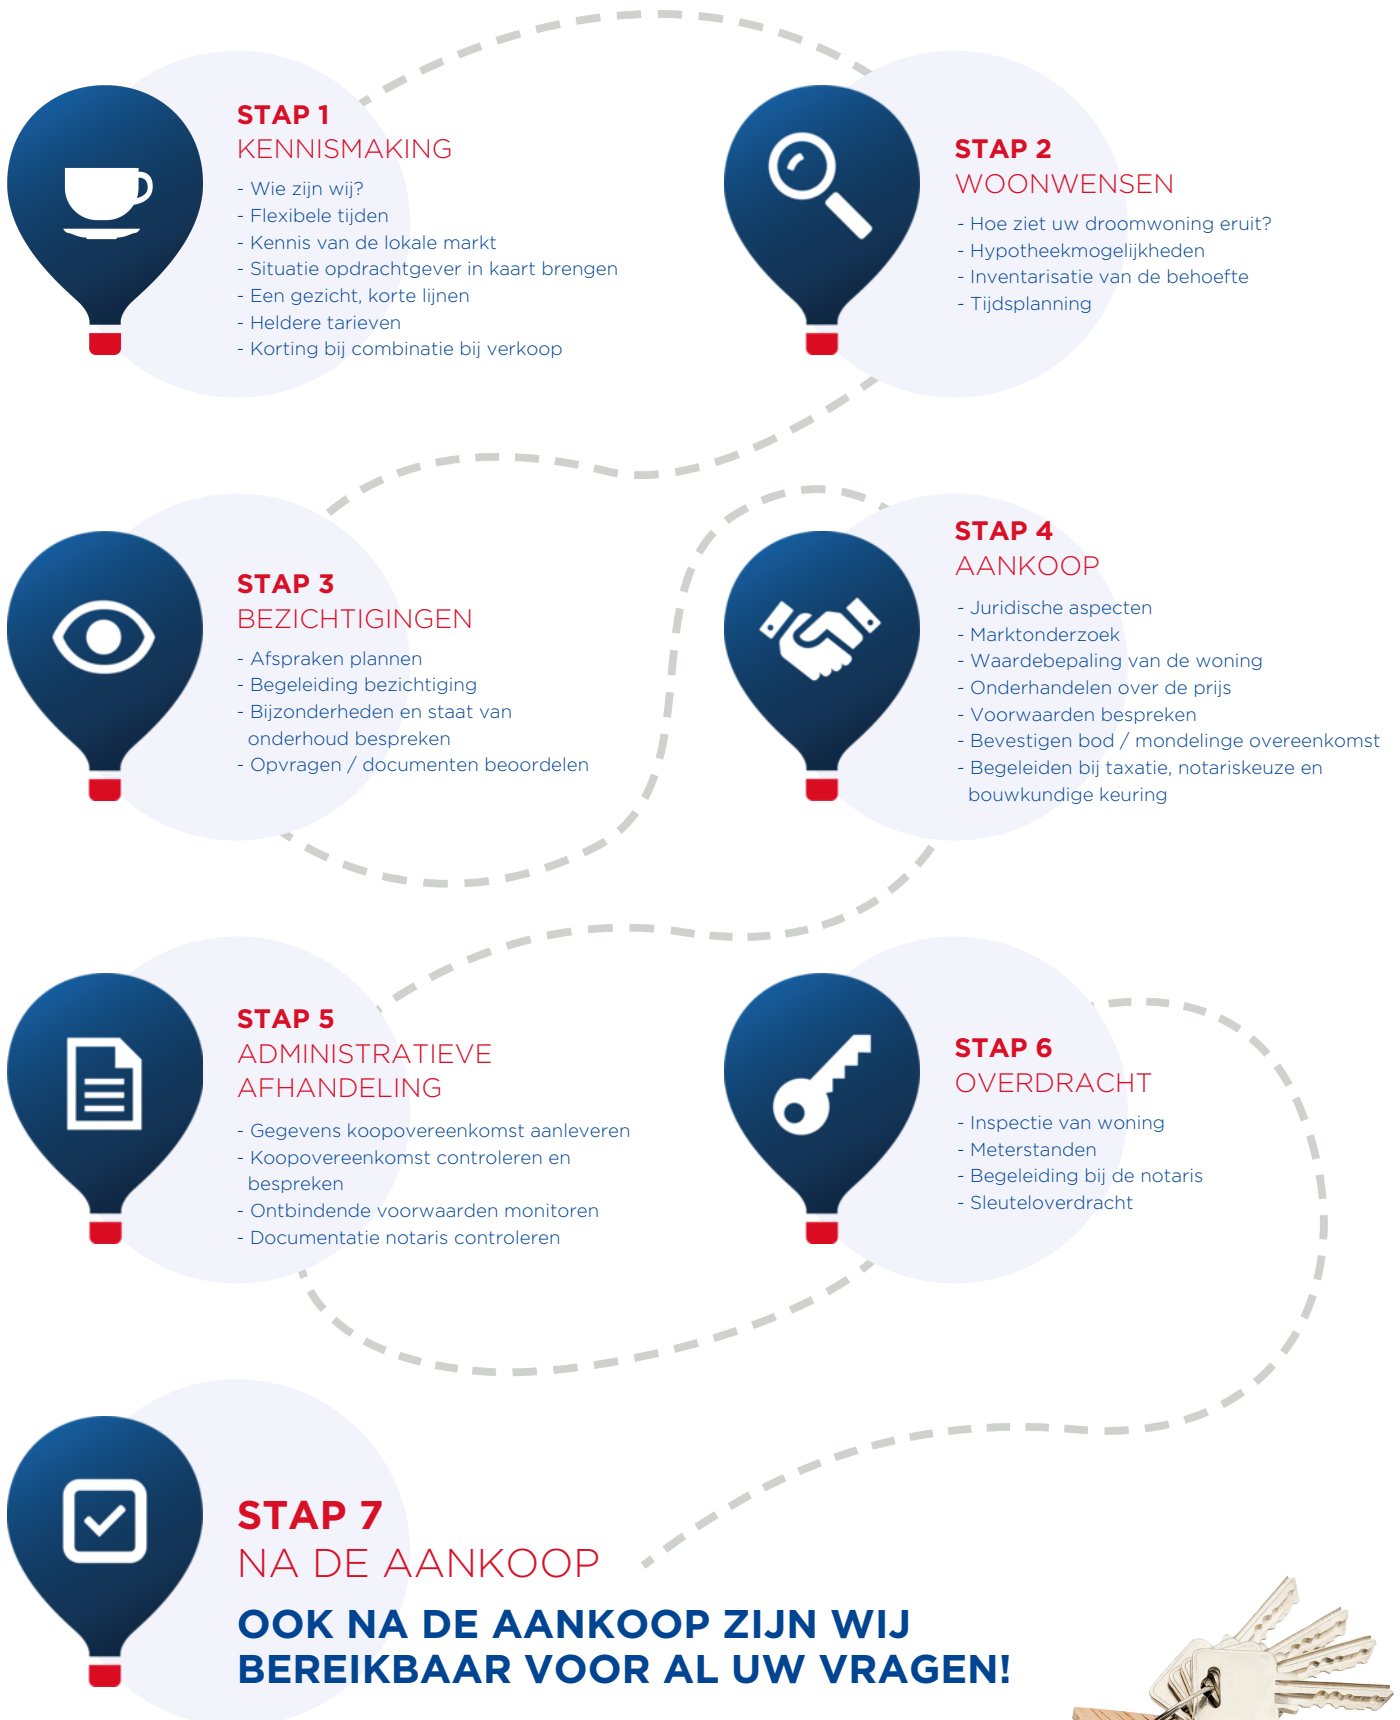 STAP 1
KENNISMAKING
- Wie zijn wij?
- Flexibele tijden
- Kennis van de lokale markt
- Situatie opdrachtgever in kaart brengen
- Een gezicht, korte lijnen
- Heldere tarieven
- Korting bij combinatie bij verkoop
STAP 2
WOONWENSEN
- Hoe ziet uw droomwoning eruit?
- Hypotheekmogelijkheden
- Inventarisatie van de behoefte
- Tijdsplanning
STAP 3
BEZICHTIGINGEN
- Afspraken plannen
- Begeleiding bezichtiging
- Bijzonderheden en staat van
onderhoud bespreken
- Opvragen / documenten beoordelen
STAP 4
AANKOOP
- Juridische aspecten
- Marktonderzoek
- Waardebepaling van de woning
- Onderhandelen over de prijs
- Voorwaarden bespreken
- Bevestigen bod / mondelinge overeenkomst
- Begeleiden bij taxatie, notariskeuze en
bouwkundige keuring
STAP 5
ADMINISTRATIEVE
AFHANDELING
- Gegevens koopovereenkomst aanleveren
- Koopovereenkomst controleren en
bespreken
- Ontbindende voorwaarden monitoren
- Documentatie notaris controleren
STAP 6
OVERDRACHT
- Inspectie van woning
- Meterstanden
- Begeleiding bij de notaris
- Sleuteloverdracht
STAP 7
NA DE AANKOOP
OOK NA DE AANKOOP ZIJN WIJ
BEREIKBAAR VOOR AL UW VRAGEN!